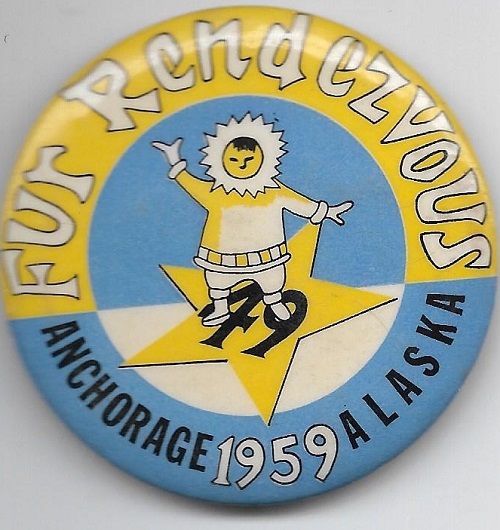 FUR RENDEZVOUS
49
ANCHORAGE 1959 ALASKA